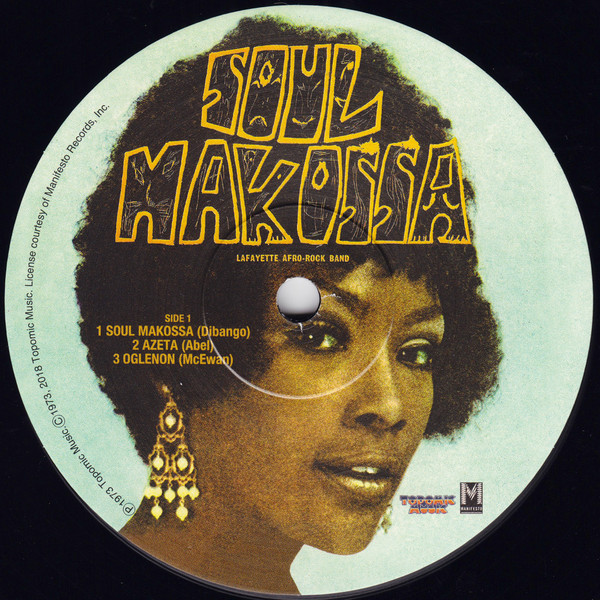 SOUL
MAKOSSA
LAFAYETTE AFRO-ROCK BAND
SIDE 1
1 SOUL MAKOSSA (Dibango)
2 AZETA (Abel)
3 OGLENON (McEwan)
℗1973 Topomic Music.Ⓒ1973, 2018 Topomic Music. License courtesy of Manifesto Records, Inc.
TOPOMIC
MUSIC
MANIFESTO